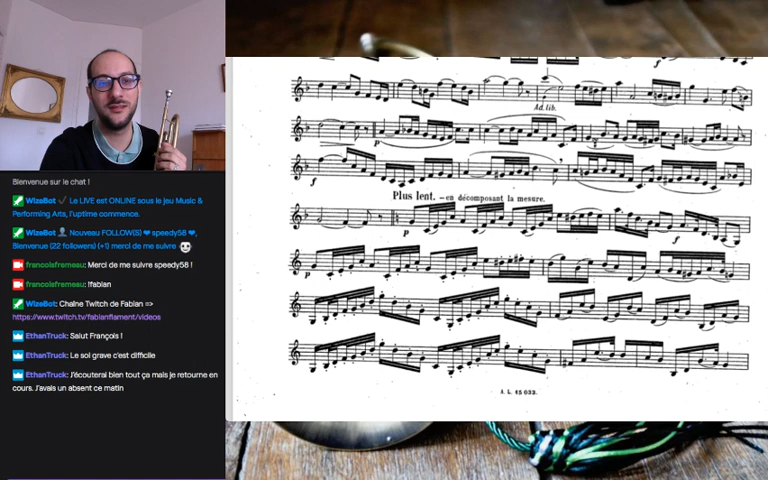 Bienvenue sur le chat !
WizeBot ✔ Le LIVE est ONLINE sous le jeu Music &
Performing Arts, l'uptime commence.
WizeBot: Nouveau FOLLOW(S) ❤ speedy58 ❤,
Bienvenue (22 followers) (+1) merci de me suivre
francoisfremeau: Merci de me suivre speedy58 !
francoisfremeau: !fabian
WizeBot: Chaîne Twitch de Fabian =>
https://www.twitch.tv/fabianflament/videos
EthanTruck: Salut François !
EthanTruck: Le sol grave c'est difficile
EthanTruck: J'écouterai bien tout ça mais je retourne en
cours. J'avais un absent ce matin
Ad lib.
p
f
Plus lent. – en décomposant la mesure.
p
f
p
A. L. 15 033.